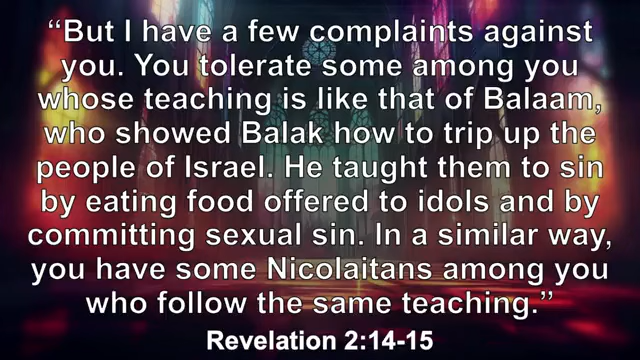 “But I have a few complaints against
you. You tolerate some among you
whose teaching is like that of Balaam,
who showed Balak how to trip up the
people of Israel. He taught them to sin
by eating food offered to idols and by
committing sexual sin. In a similar way,
you have some Nicolaitans among you
who follow the same teaching.”
Revelation 2:14-15